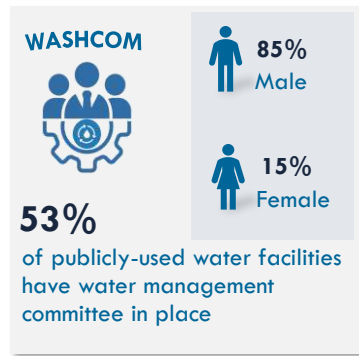 WASHCOM
85%
Male
15%
Female
53%
of publicly-used water facilities
have water management
committee in place